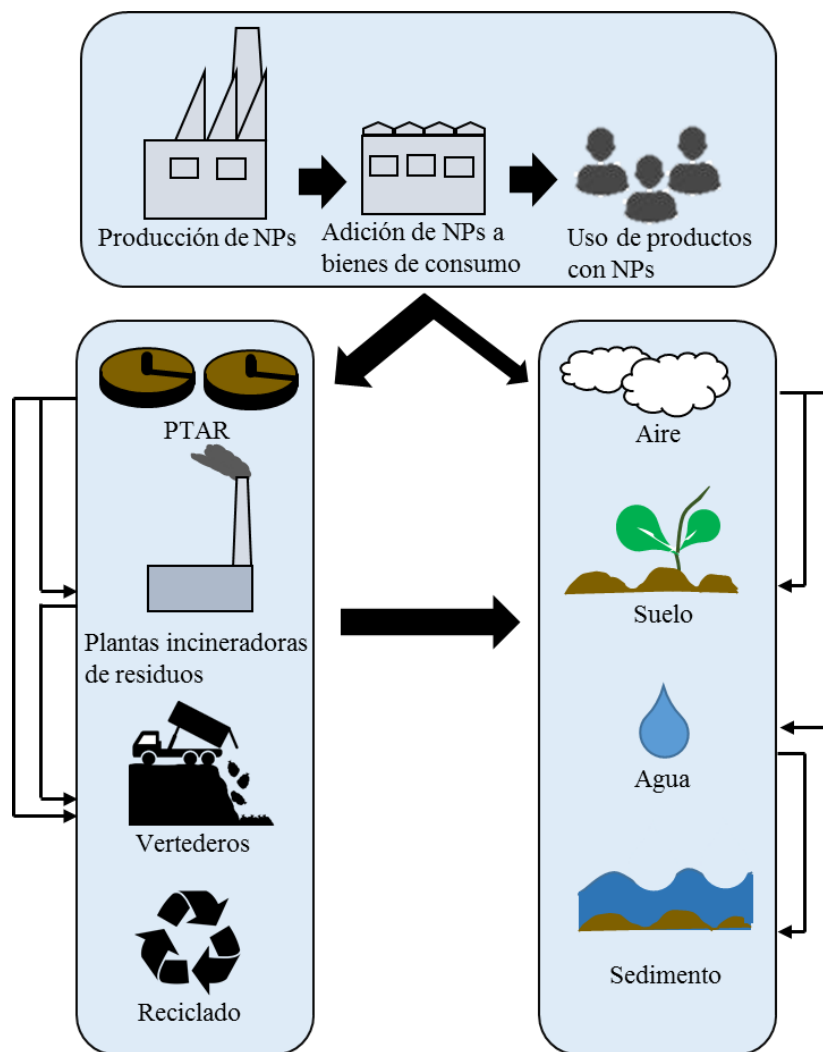 Producción de NPs
Adición de NPs a
bienes de consumo
Uso de productos
con NPs
PTAR
Plantas incineradoras
de residuos
Vertederos
Reciclado
Aire
Suelo
Agua
Sedimento